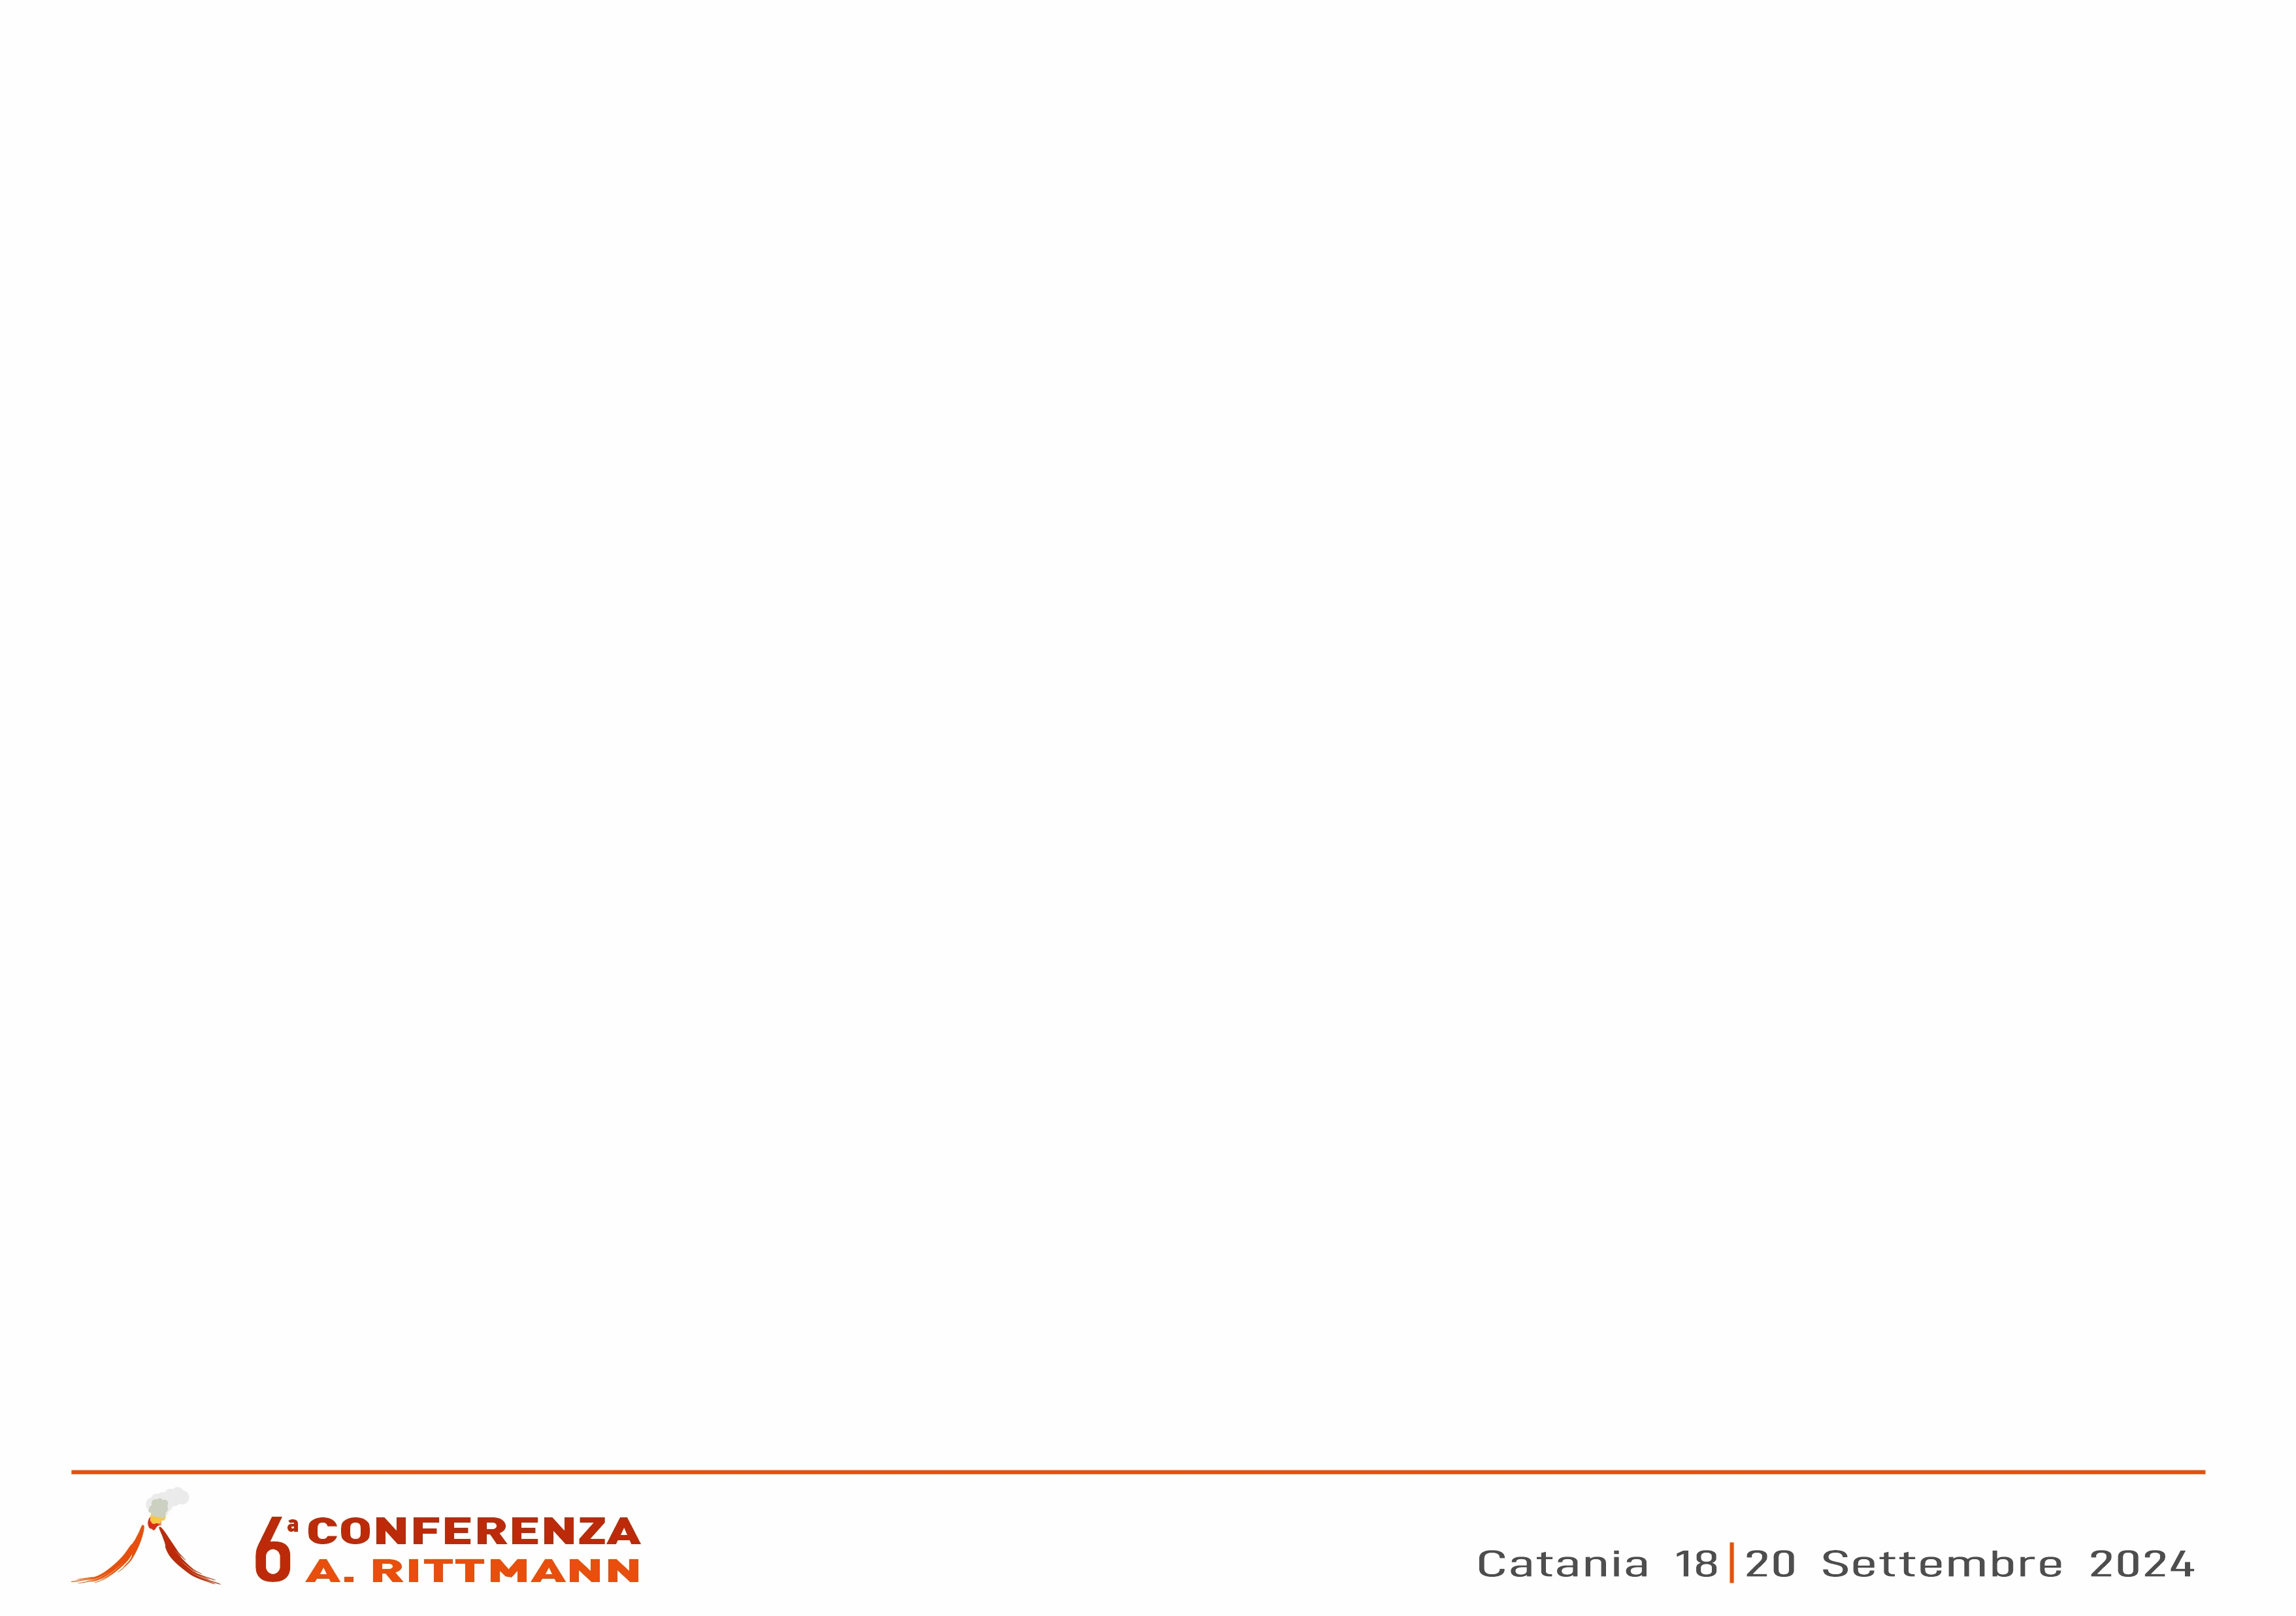 6ª CONFERENZA
A. RITTMANN
Catania 18|20 Settembre 2024